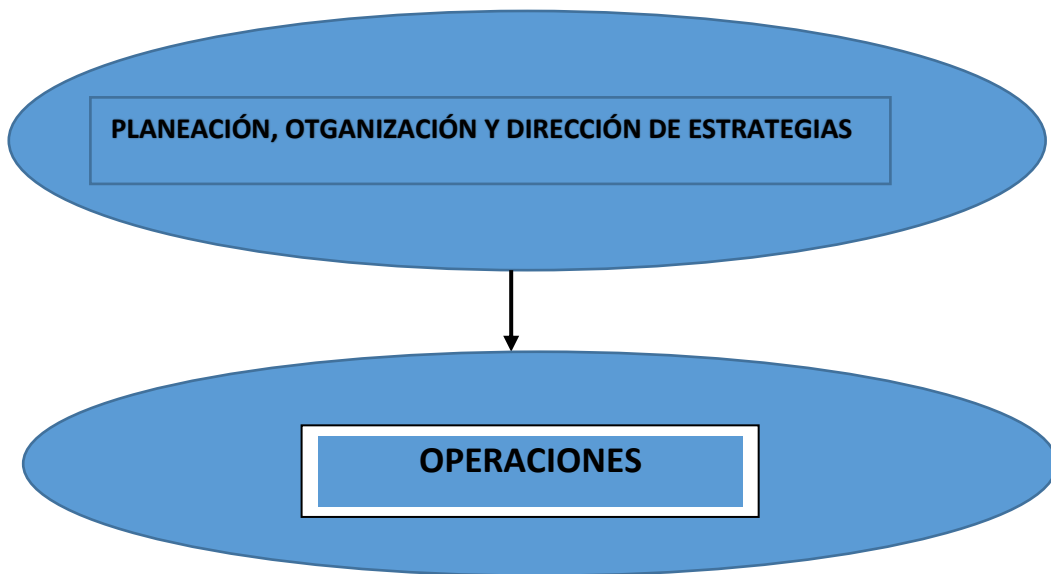 PLANEACIÓN, OTGANIZACIÓN Y DIRECCIÓN DE ESTRATEGIAS
OPERACIONES